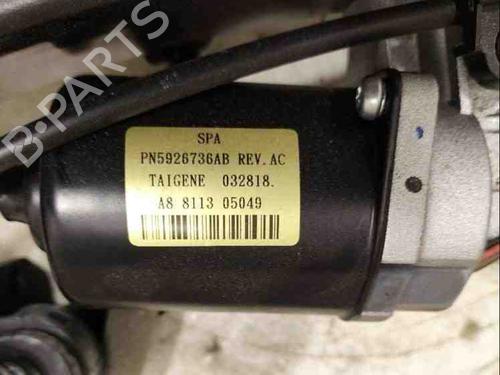 B-PARTS
SPA
PN5926736AB REV.AC
TAIGENE 032818.
A8 8113 05049